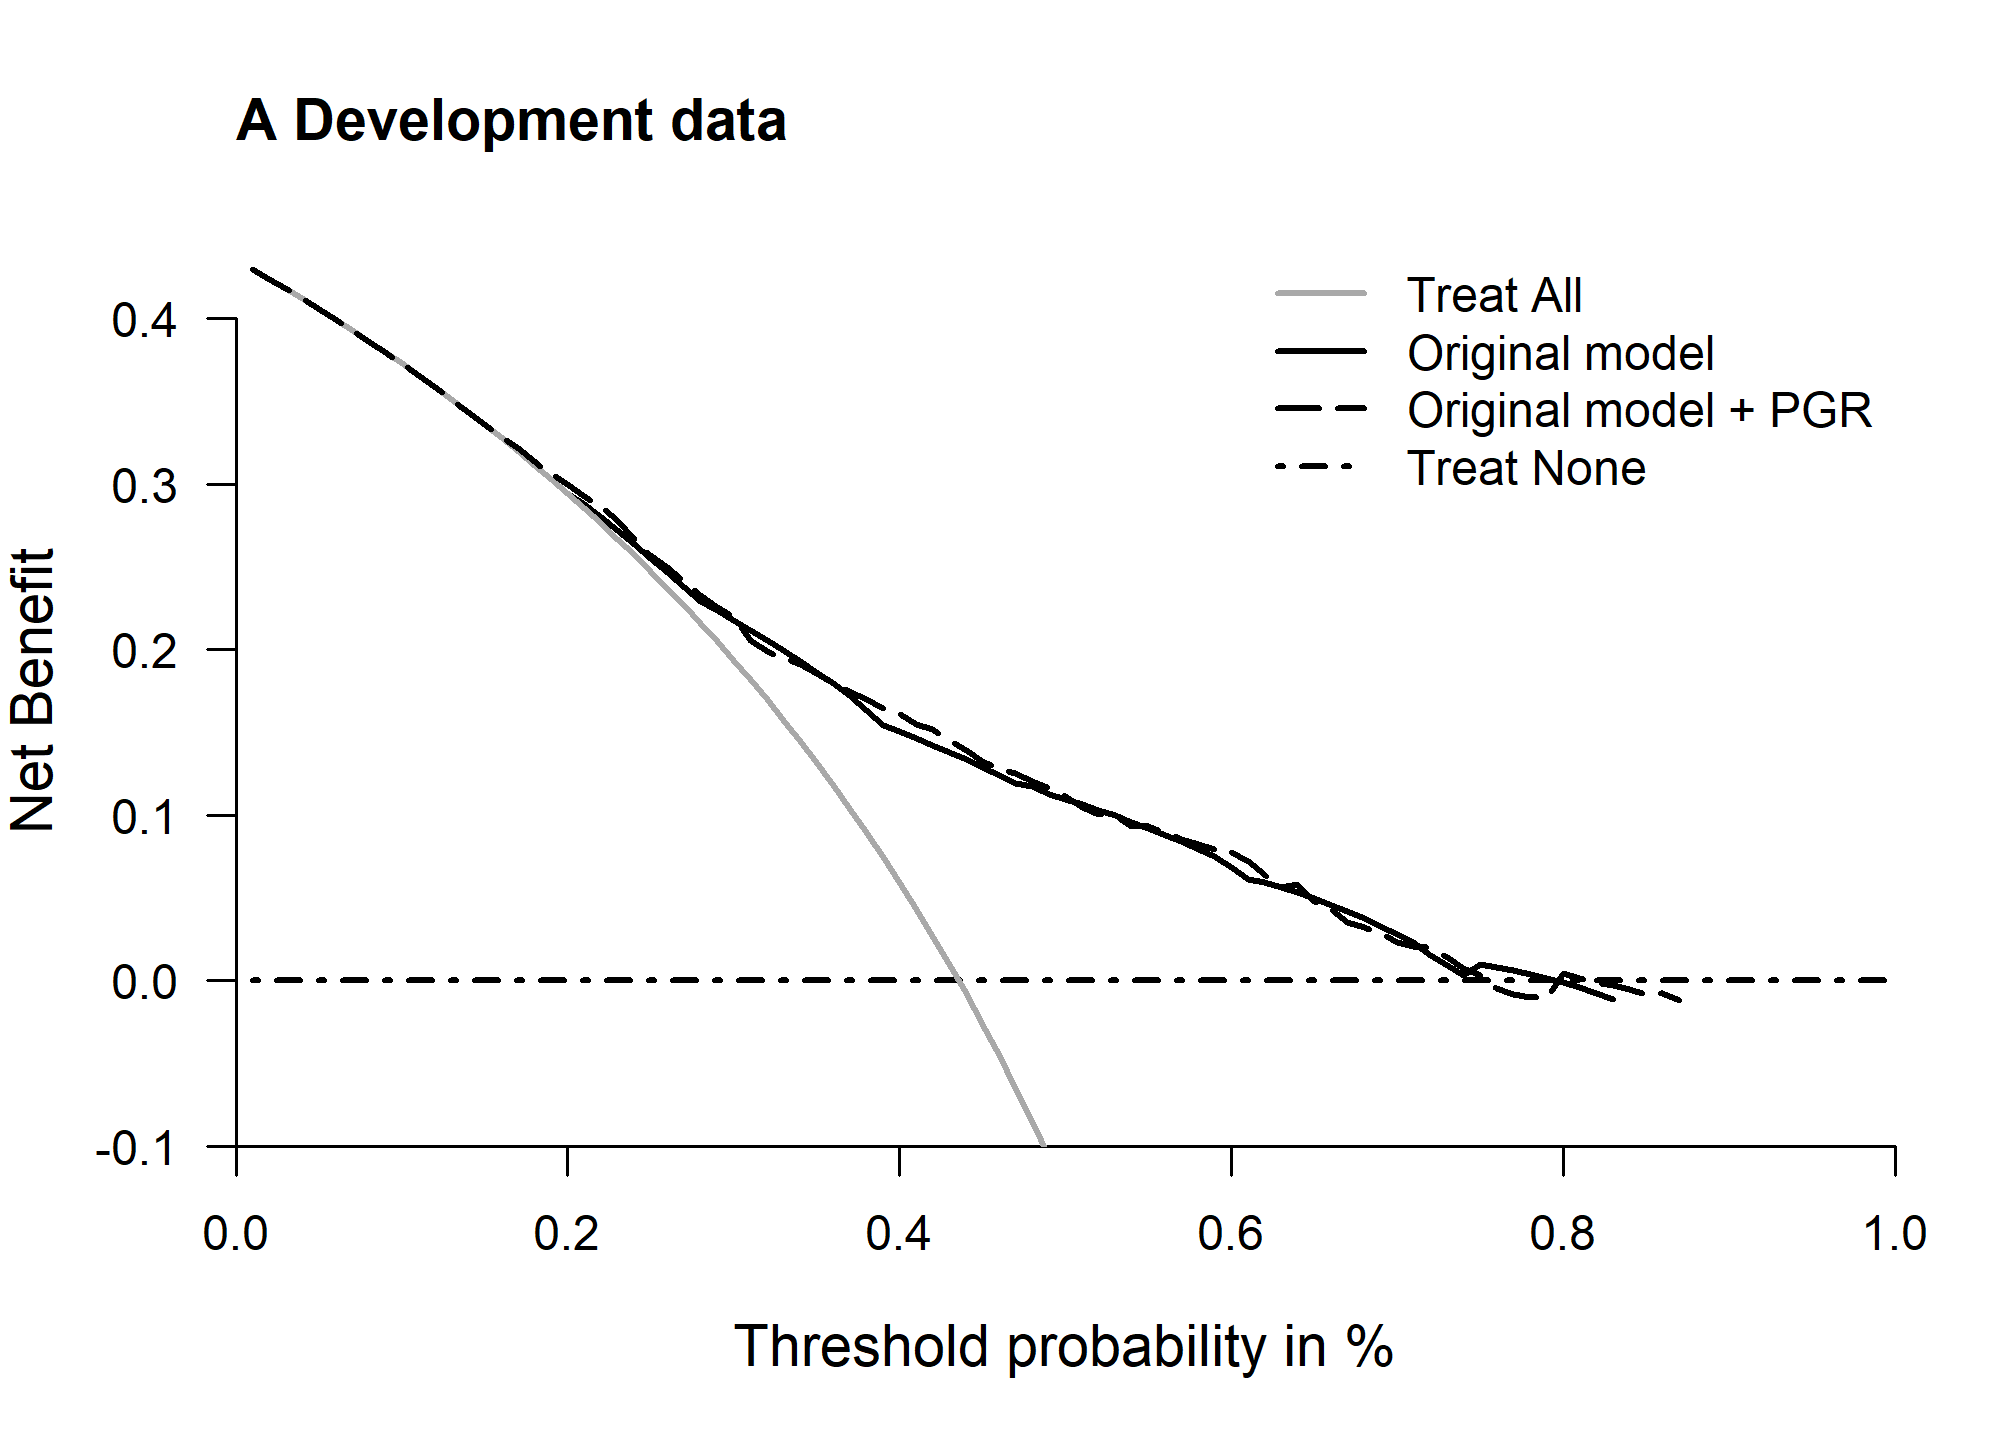 A Development data
Treat All
Original model
Original model + PGR
Treat None
Net Benefit
0.4
0.3
0.2
0.1
0.0
-0.1
0.0 0.2 0.4 0.6 0.8 1.0
Threshold probability in %